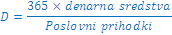 D = 365 × denarna sredstva / Poslovni prihodki